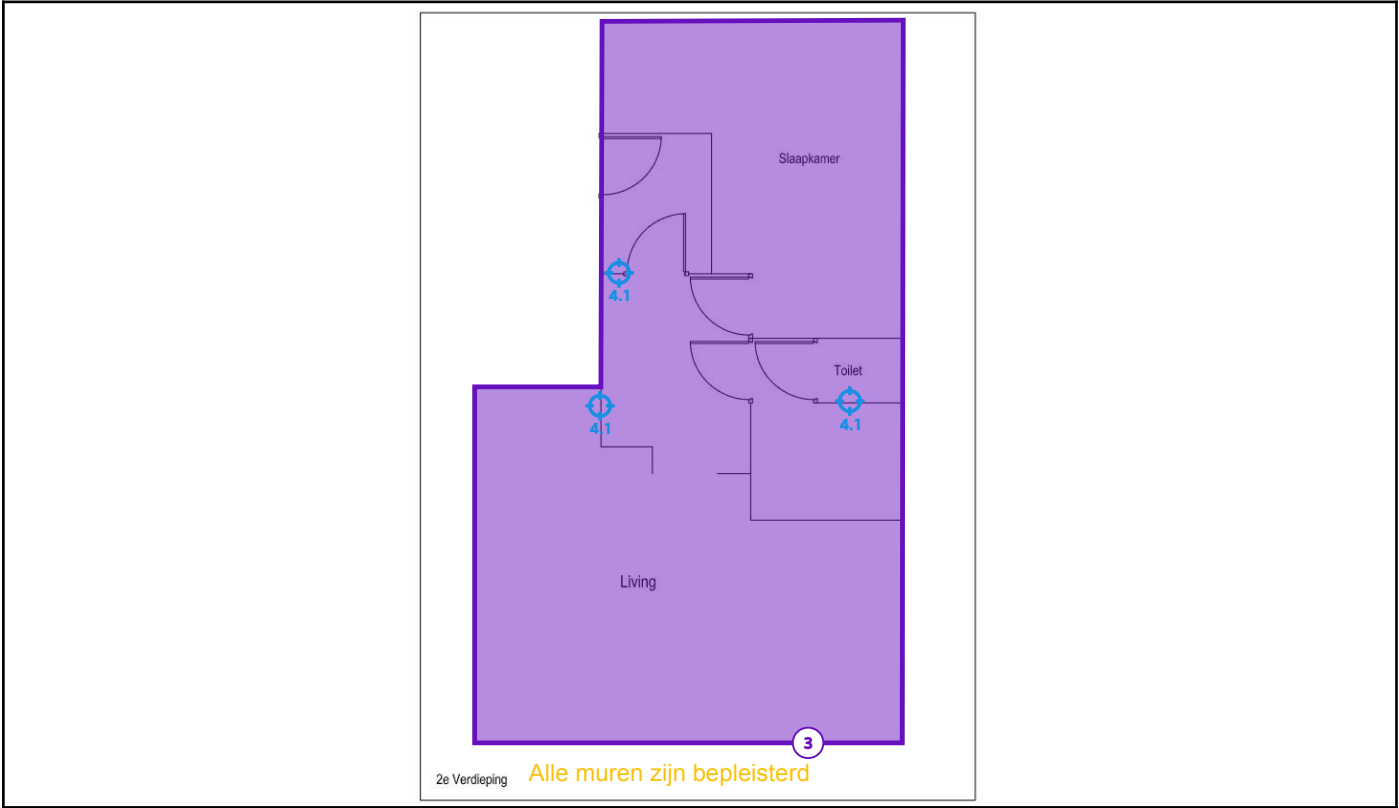 Slaapkamer
4.1
Toilet
4.1
4.1
Living
3
2e Verdieping
Alle muren zijn bepleisterd